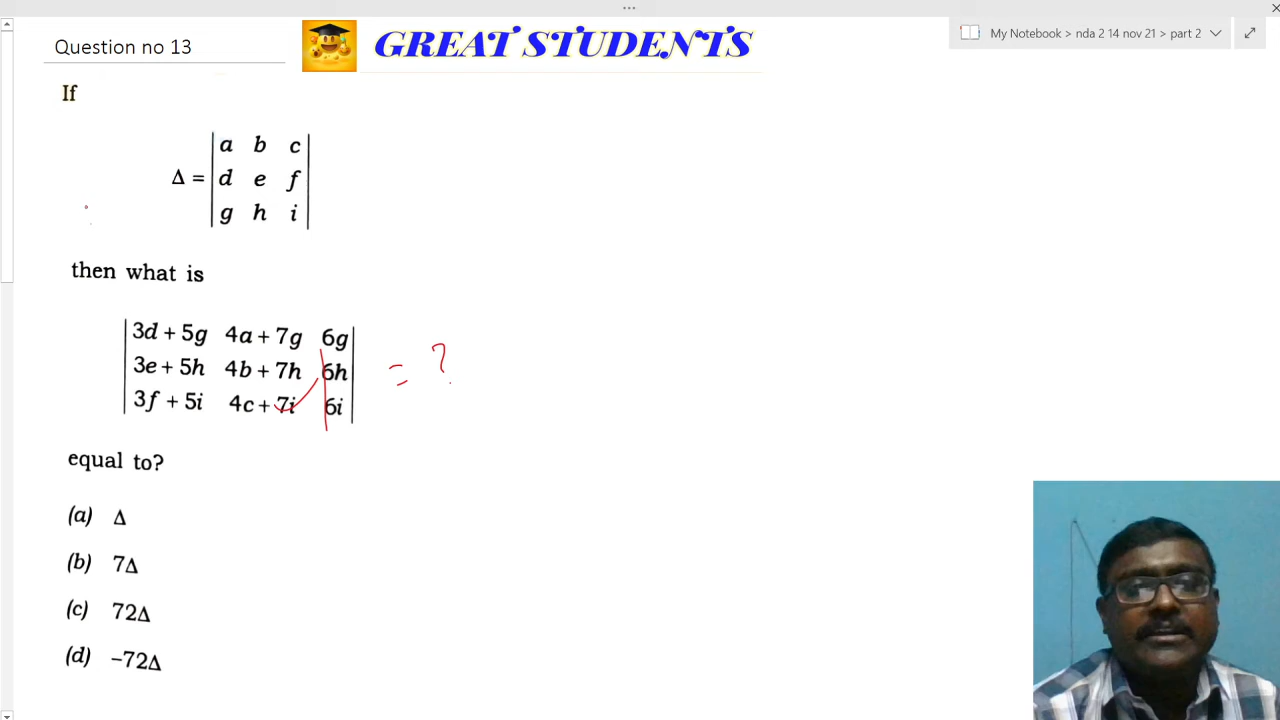 Question no 13
GREAT STUDENTS
My Notebook > nda 2 14 nov 21 > part 2
If
Δ = | a b c |
| d e f |
| g h i |
then what is
| 3d + 5g 4a + 7g 6g |
| 3e + 5h 4b + 7h 6h | = ?
| 3f + 5i 4c + 7i 6i |
equal to?
(a) Δ
(b) 7Δ
(c) 72Δ
(d) −72Δ